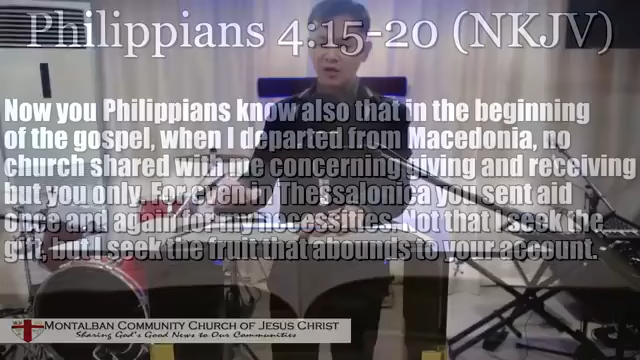 Philippians 4:15-20 (NKJV)
Now you Philippians know also that in the beginning
of the gospel, when I departed from Macedonia, no
church shared with me concerning giving and receiving
but you only. For even in Thessalonica you sent aid
once and again for my necessities. Not that I seek the
gift, but I seek the fruit that abounds to your account.
MONTALBAN COMMUNITY CHURCH OF JESUS CHRIST
Sharing God's Good News to Our Communities